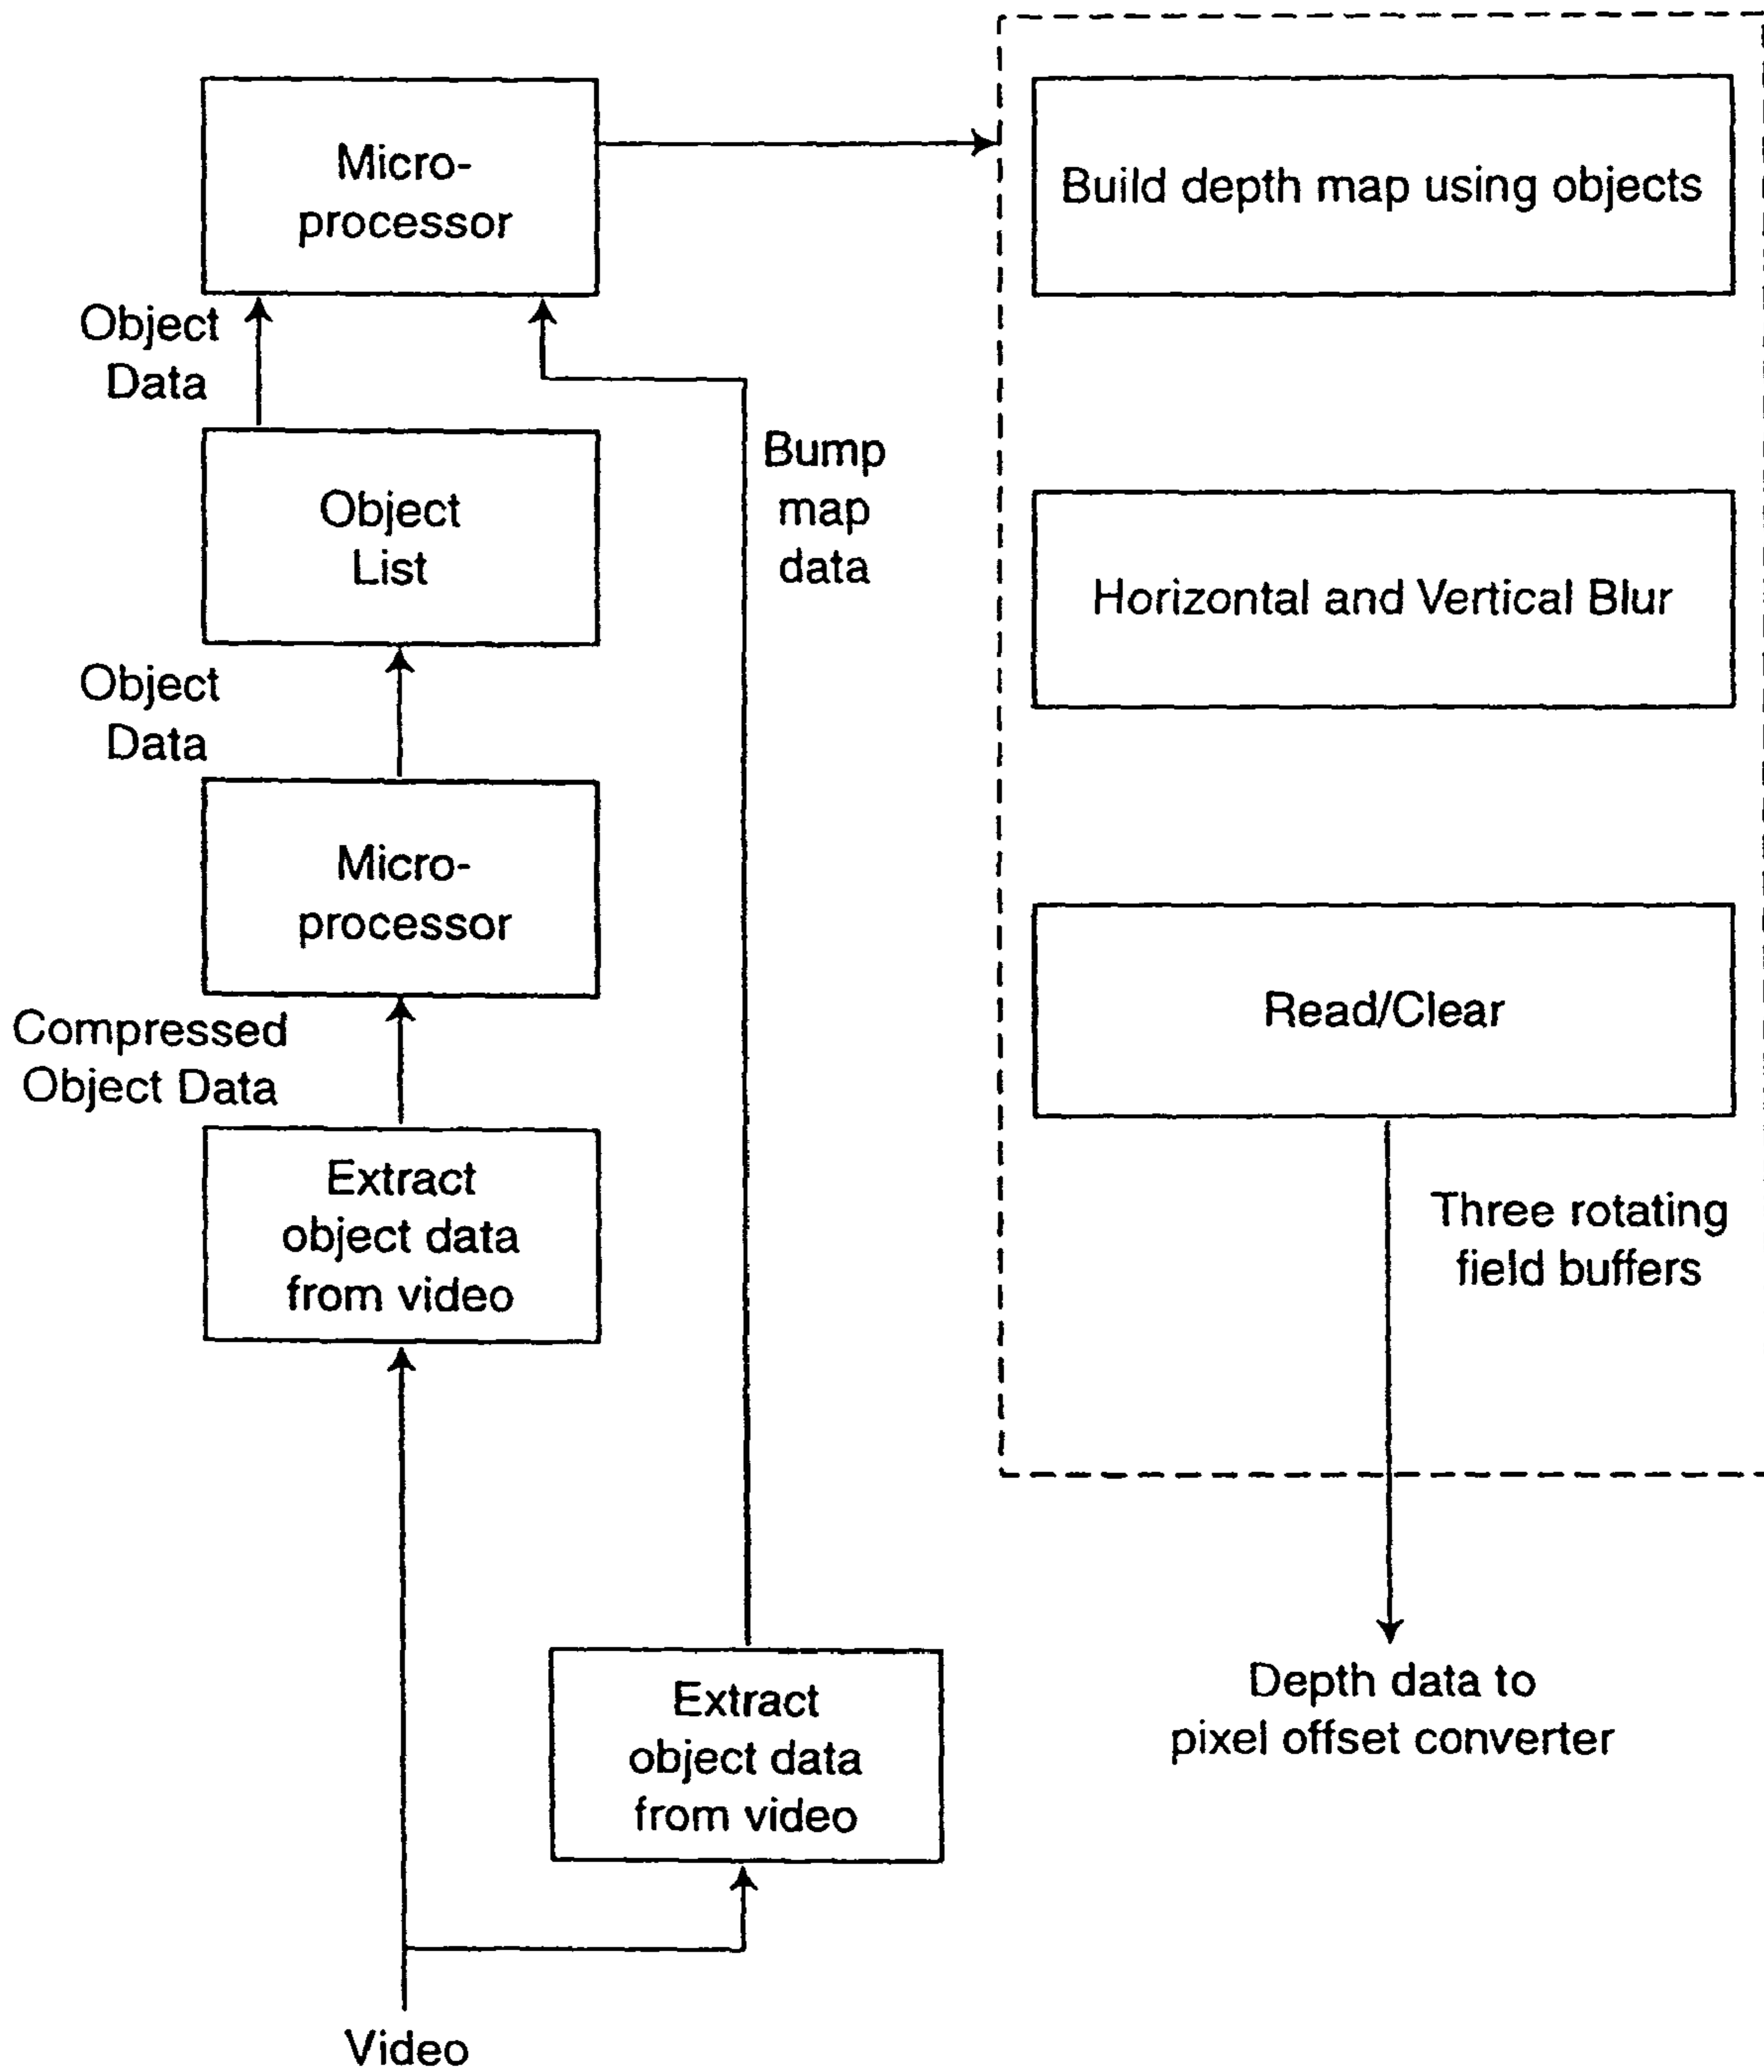 Micro-
processor
Build depth map using objects
Object
Data
Object
List
Bump
map
data
Horizontal and Vertical Blur
Object
Data
Micro-
processor
Read/Clear
Compressed
Object Data
Extract
object data
from video
Three rotating
field buffers
Extract
object data
from video
Depth data to
pixel offset converter
Video